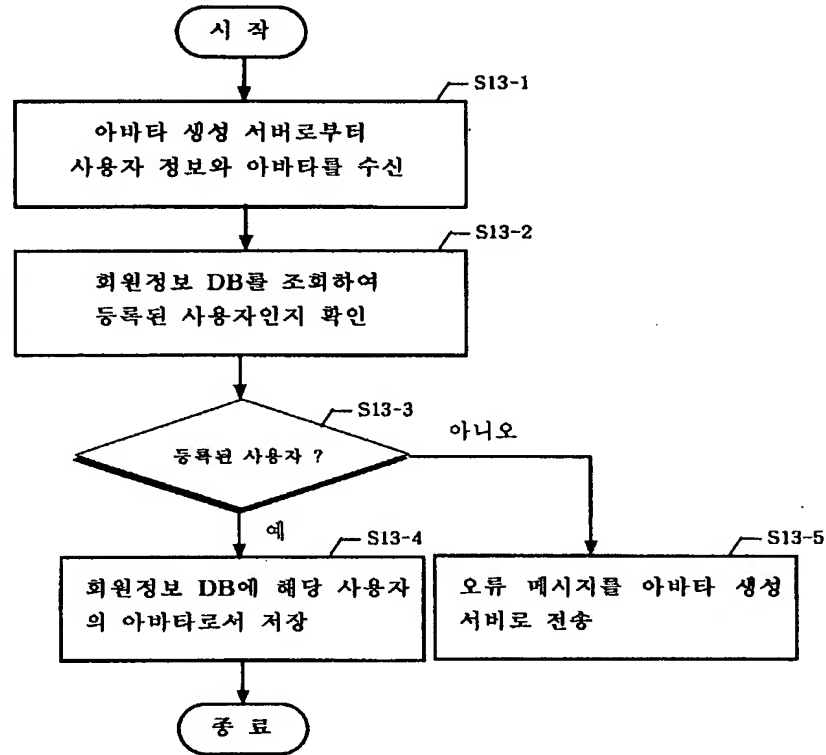 시 작
S13-1
아바타 생성 서버로부터
사용자 정보와 아바타를 수신
S13-2
회원정보 DB를 조회하여
등록된 사용자인지 확인
S13-3
등록된 사용자 ?
아니오
예
S13-4
회원정보 DB에 해당 사용자
의 아바타로서 저장
S13-5
오류 메시지를 아바타 생성
서버로 전송
종 료